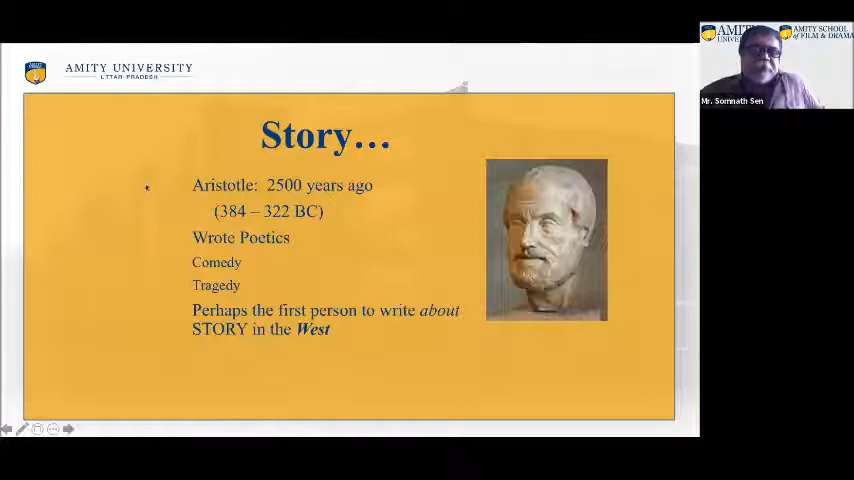 AMITY UNIVERSITY
UTTAR PRADESH
Story…
Aristotle: 2500 years ago
(384 – 322 BC)
Wrote Poetics
Comedy
Tragedy
Perhaps the first person to write about
STORY in the West
AMITY SCHOOL
of FILM & DRAMA
Mr. Somnath Sen